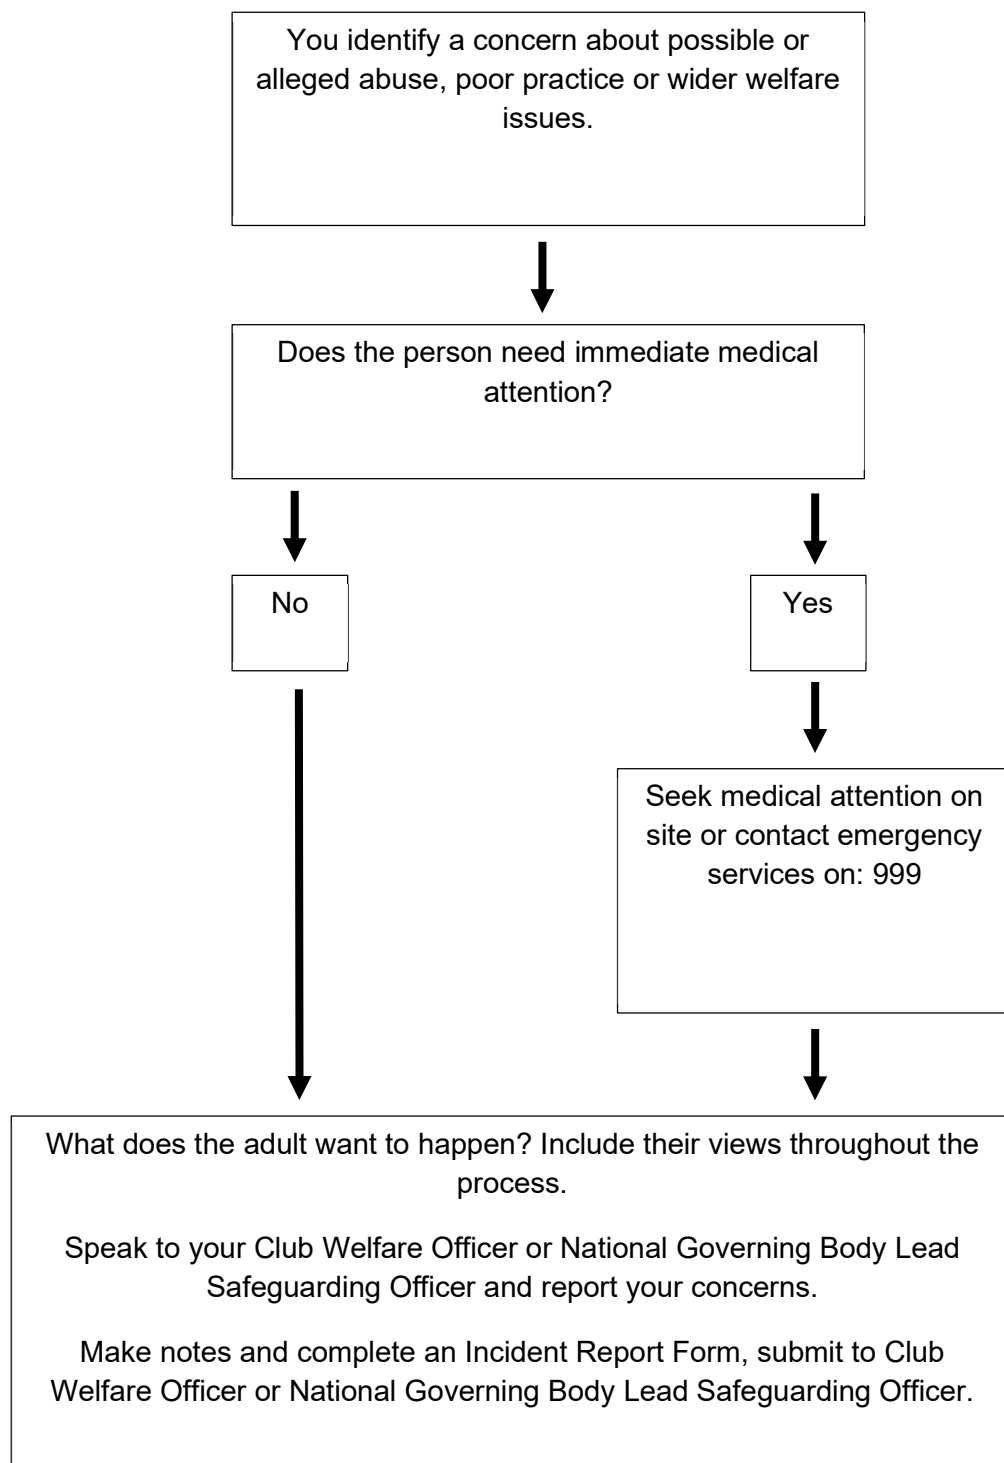 You identify a concern about possible or
alleged abuse, poor practice or wider welfare
issues.
Does the person need immediate medical
attention?
No
Yes
Seek medical attention on
site or contact emergency
services on: 999
What does the adult want to happen? Include their views throughout the
process.
Speak to your Club Welfare Officer or National Governing Body Lead
Safeguarding Officer and report your concerns.
Make notes and complete an Incident Report Form, submit to Club
Welfare Officer or National Governing Body Lead Safeguarding Officer.